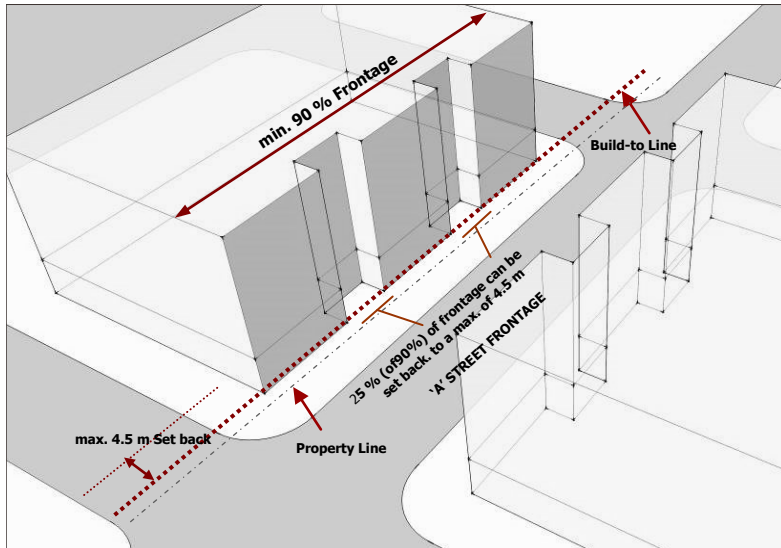 min. 90 % Frontage
Build-to Line
25 % (of90%) of frontage can be
set back. to a max. of 4.5 m
'A' STREET FRONTAGE
max. 4.5 m Set back
Property Line